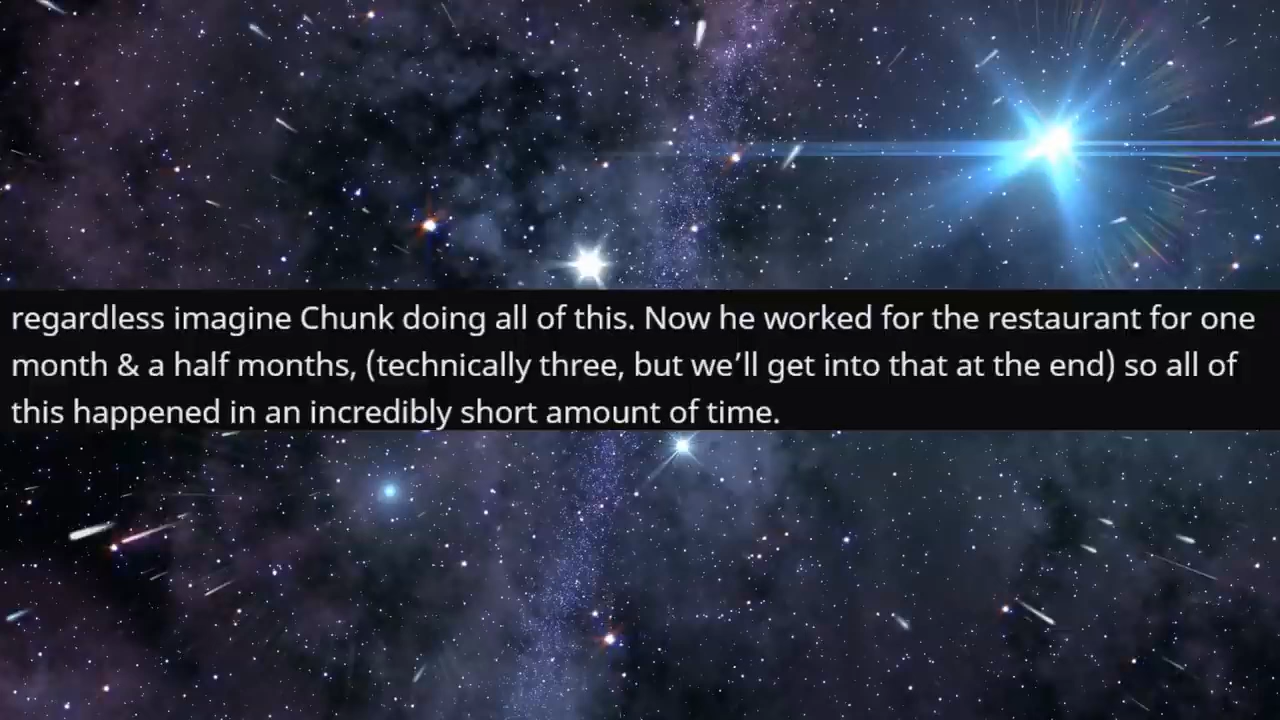 regardless imagine Chunk doing all of this. Now he worked for the restaurant for one
month & a half months, (technically three, but we’ll get into that at the end) so all of
this happened in an incredibly short amount of time.